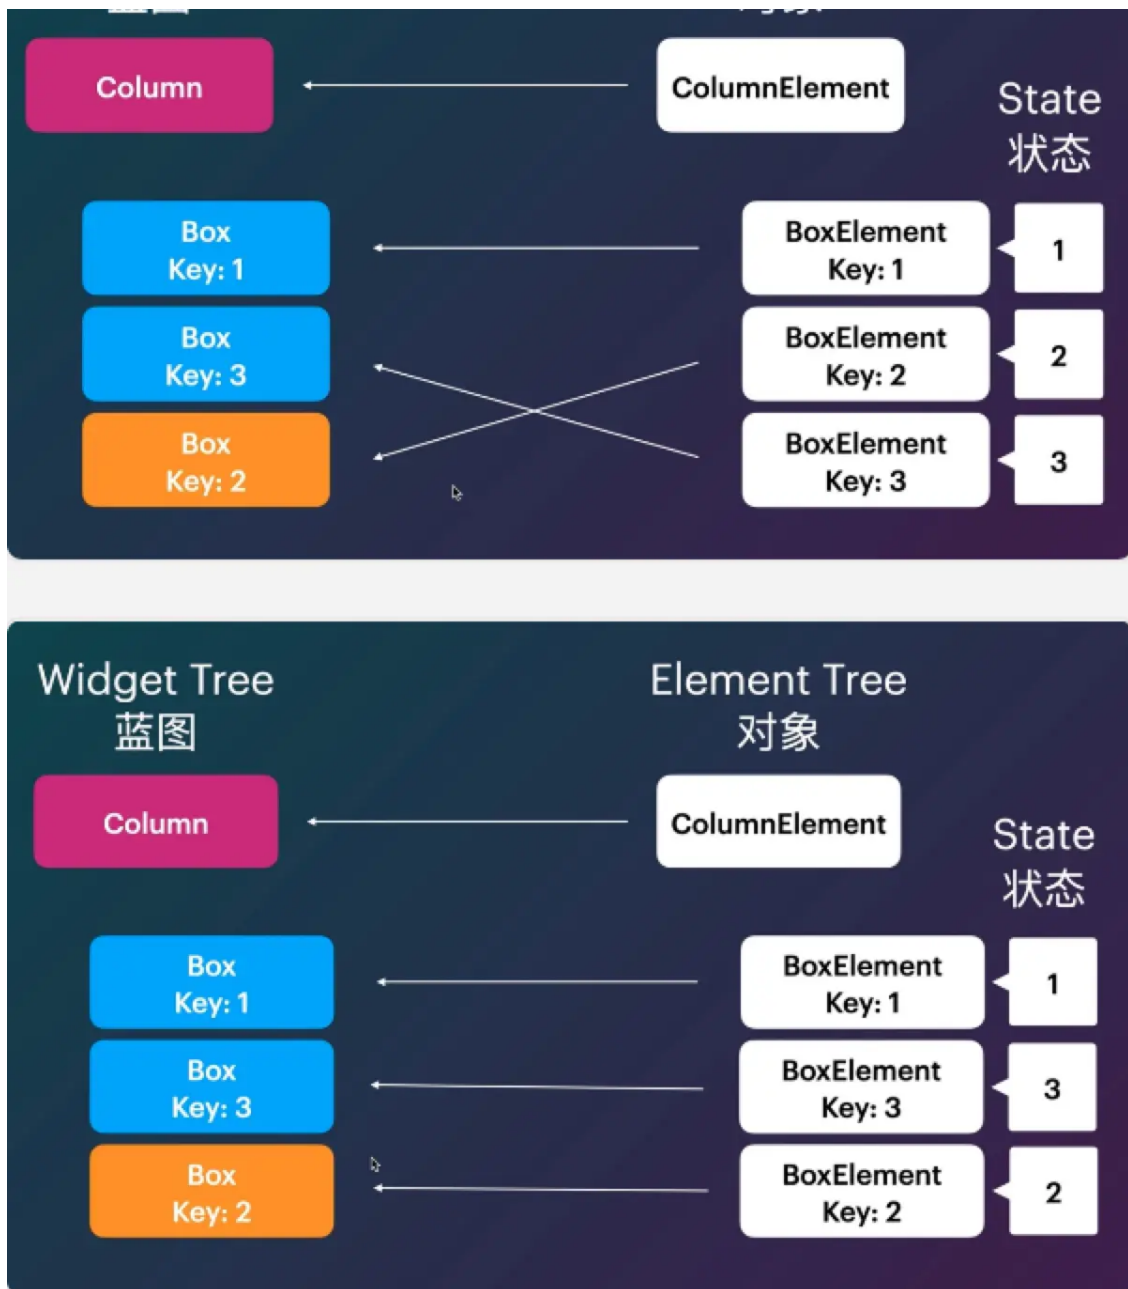 Column
ColumnElement
State
状态
Box
Key: 1
BoxElement
Key: 1
1
Box
Key: 3
BoxElement
Key: 2
2
Box
Key: 2
BoxElement
Key: 3
3
Widget Tree
蓝图
Element Tree
对象
Column
ColumnElement
State
状态
Box
Key: 1
BoxElement
Key: 1
1
Box
Key: 3
BoxElement
Key: 3
3
Box
Key: 2
BoxElement
Key: 2
2